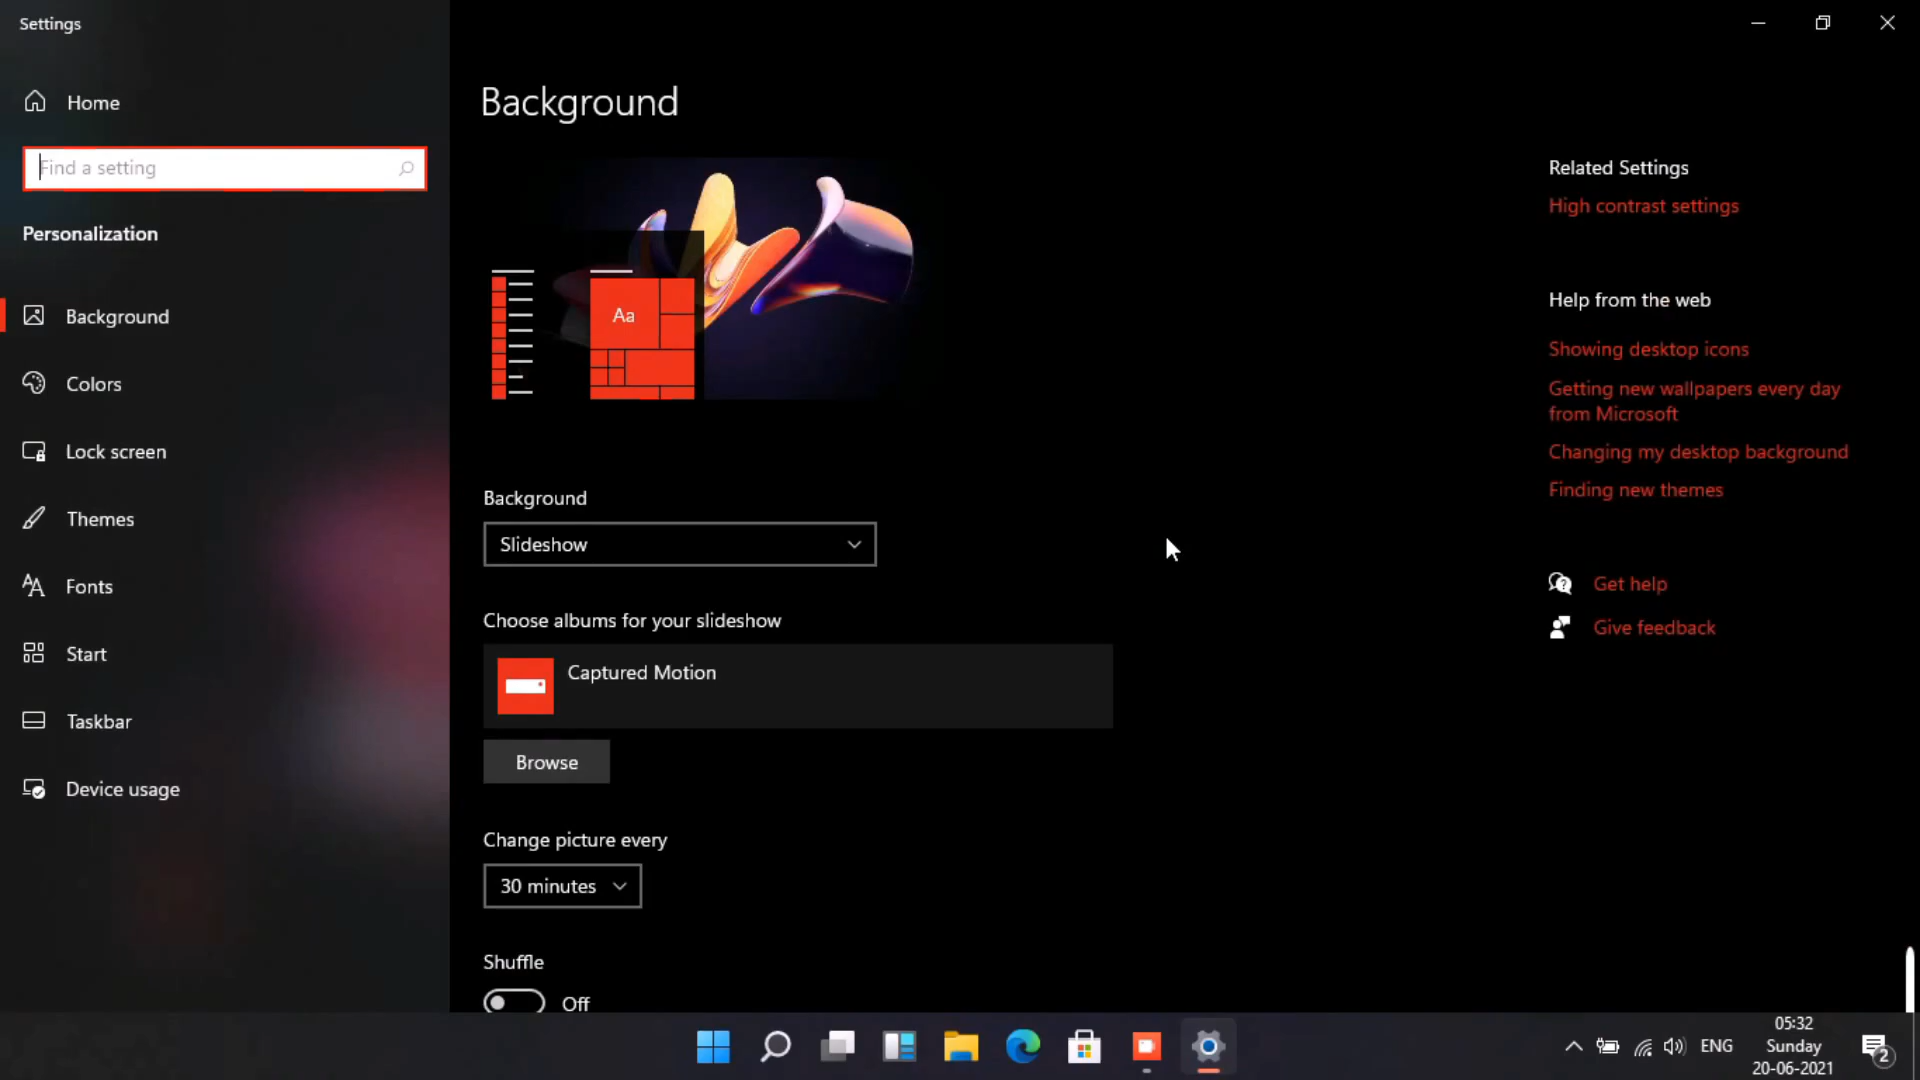 Settings
Home
Find a setting
Personalization
Background
Colors
Lock screen
Themes
Fonts
Start
Taskbar
Device usage
Background
Aa
Background
Slideshow
Choose albums for your slideshow
Captured Motion
Browse
Change picture every
30 minutes
Shuffle
Off
Related Settings
High contrast settings
Help from the web
Showing desktop icons
Getting new wallpapers every day
from Microsoft
Changing my desktop background
Finding new themes
Get help
Give feedback
ENG
05:32
Sunday
20-06-2021
2